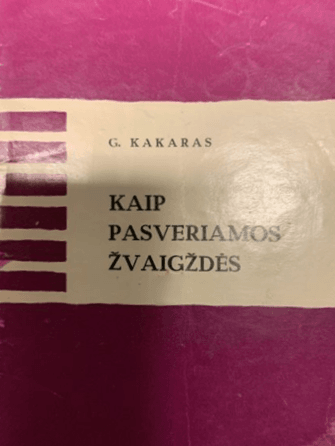 G. KAKARAS
KAIP
PASVERIAMOS
ŽVAIGŽDĖS